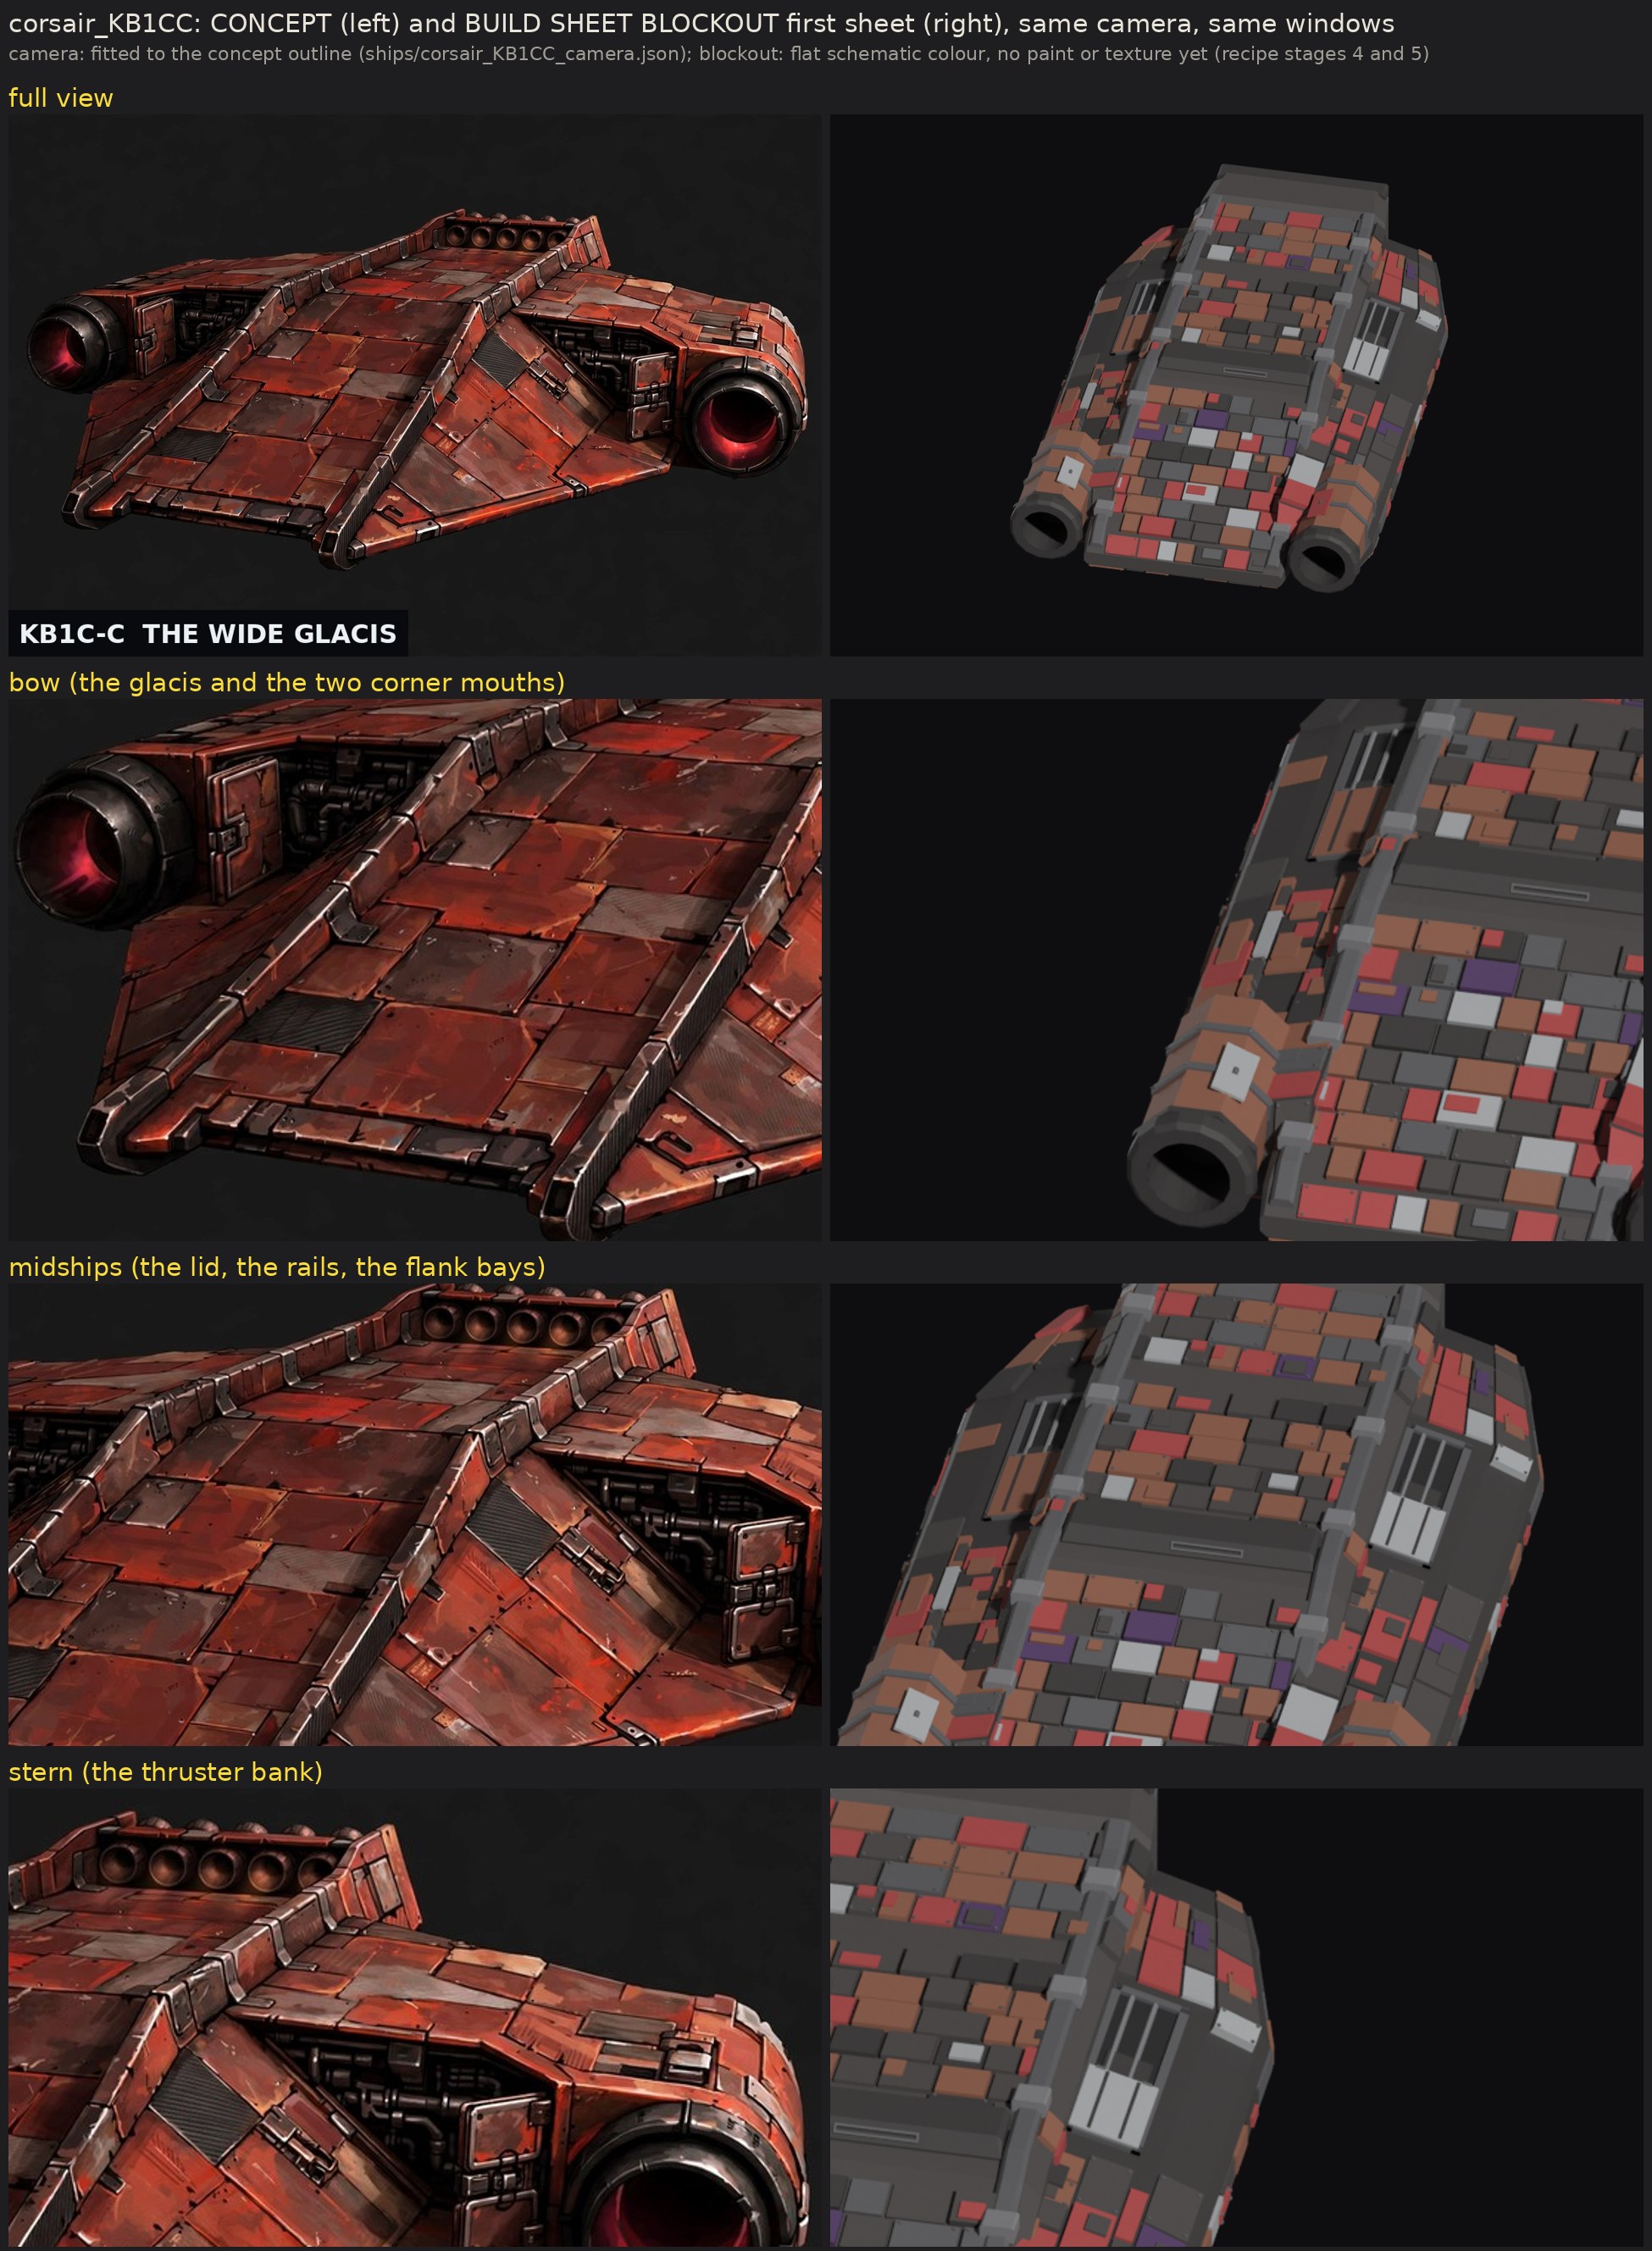 corsair_KB1CC: CONCEPT (left) and BUILD SHEET BLOCKOUT first sheet (right), same camera, same windows
camera: fitted to the concept outline (ships/corsair_KB1CC_camera.json); blockout: flat schematic colour, no paint or texture yet (recipe stages 4 and 5)
full view
KB1C-C THE WIDE GLACIS
bow (the glacis and the two corner mouths)
midships (the lid, the rails, the flank bays)
stern (the thruster bank)